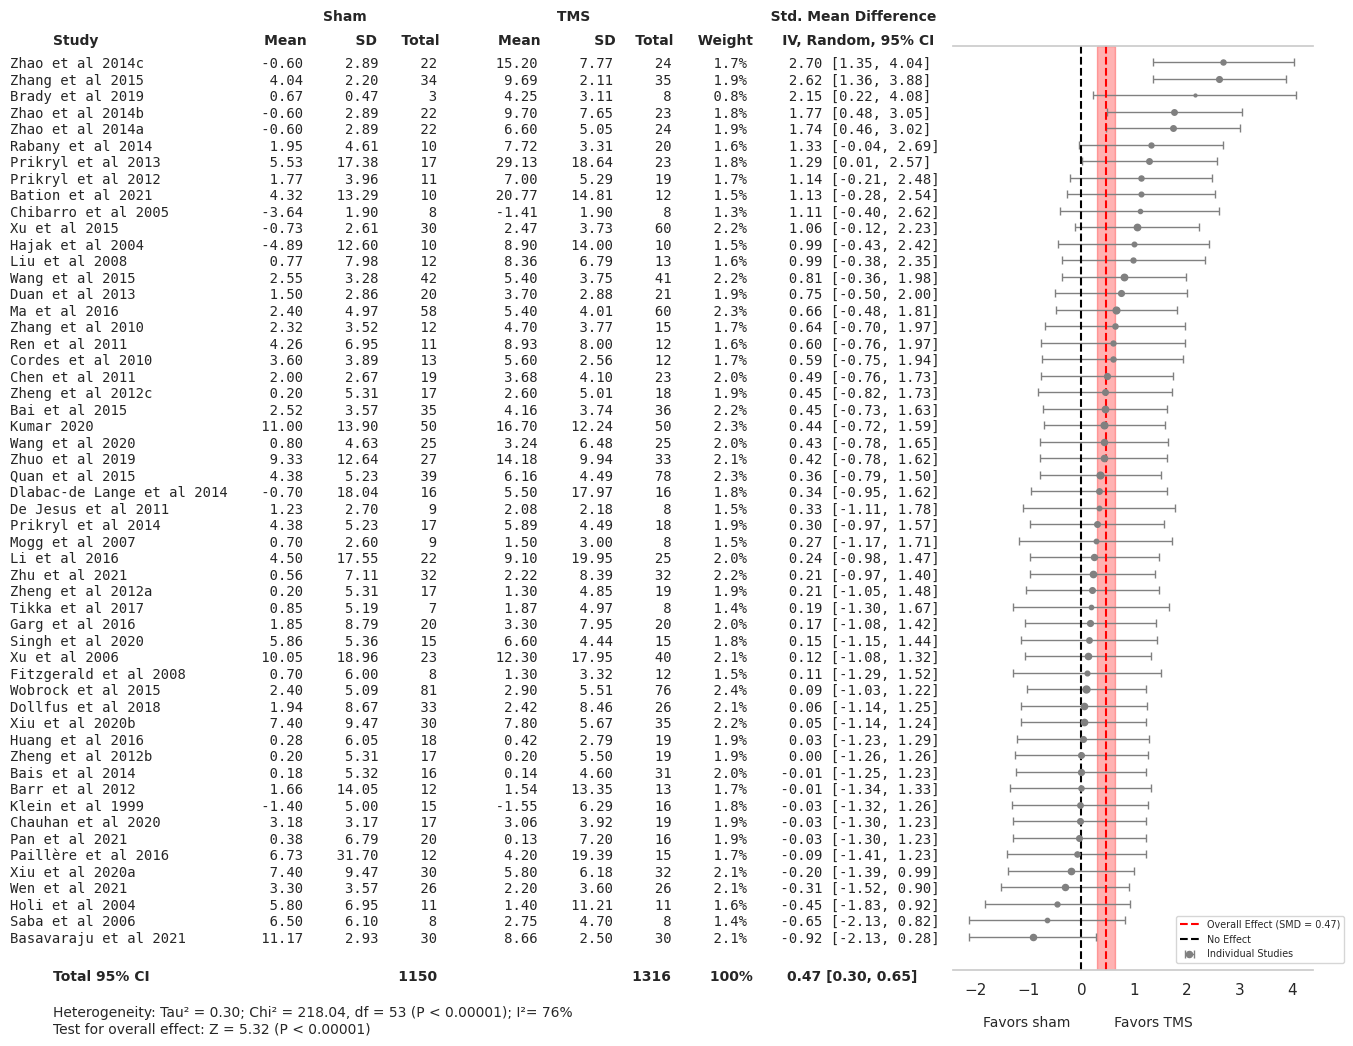 Sham TMS Std. Mean Difference
Study Mean SD Total Mean SD Total Weight IV, Random, 95% CI
Zhao et al 2014c -0.60 2.89 22 15.20 7.77 24 1.7% 2.70 [1.35, 4.04]
Zhang et al 2015 4.04 2.20 34 9.69 2.11 35 1.9% 2.62 [1.36, 3.88]
Brady et al 2019 0.67 0.47 3 4.25 3.11 8 0.8% 2.15 [0.22, 4.08]
Zhao et al 2014b -0.60 2.89 22 9.70 7.65 23 1.8% 1.77 [0.48, 3.05]
Zhao et al 2014a -0.60 2.89 22 6.60 5.05 24 1.9% 1.74 [0.46, 3.02]
Rabany et al 2014 1.95 4.61 10 7.72 3.31 20 1.6% 1.33 [-0.04, 2.69]
Prikryl et al 2013 5.53 17.38 17 29.13 18.64 23 1.8% 1.29 [0.01, 2.57]
Prikryl et al 2012 1.77 3.96 11 7.00 5.29 19 1.6% 1.14 [-0.21, 2.48]
Bation et al 2021 4.32 13.29 10 20.77 14.81 12 1.5% 1.13 [-0.28, 2.54]
Chibarro et al 2005 -3.64 1.90 8 -1.41 1.90 8 1.3% 1.11 [-0.40, 2.62]
Xu et al 2015 -0.73 2.61 30 2.47 3.73 60 2.2% 1.06 [-0.12, 2.23]
Hajak et al 2004 -4.89 12.60 10 8.90 14.00 10 1.5% 0.99 [-0.43, 2.42]
Liu et al 2008 0.77 7.98 12 8.36 6.79 13 1.6% 0.99 [-0.38, 2.35]
Wang et al 2015 2.55 3.28 42 5.40 3.75 41 2.2% 0.81 [-0.36, 1.98]
Duan et al 2013 1.50 2.86 20 3.70 2.88 21 1.9% 0.75 [-0.50, 2.00]
Ma et al 2016 2.40 4.97 58 5.40 4.01 60 2.3% 0.66 [-0.48, 1.81]
Zhang et al 2010 2.32 3.52 12 4.70 3.77 15 1.7% 0.64 [-0.70, 1.97]
Ren et al 2011 4.26 6.95 11 8.93 8.00 12 1.6% 0.60 [-0.76, 1.97]
Cordes et al 2010 3.60 3.89 13 5.60 2.56 12 1.7% 0.59 [-0.75, 1.94]
Chen et al 2011 2.00 2.67 19 3.68 4.10 23 2.0% 0.49 [-0.76, 1.73]
Zheng et al 2012c 0.20 5.31 17 2.60 5.01 18 1.9% 0.45 [-0.82, 1.73]
Bai et al 2015 2.52 3.57 35 4.16 3.74 36 2.2% 0.45 [-0.73, 1.63]
Kumar 2020 11.00 13.90 50 16.70 12.24 50 2.3% 0.44 [-0.72, 1.59]
Wang et al 2020 0.80 4.63 25 3.24 6.48 25 2.0% 0.43 [-0.78, 1.65]
Zhuo et al 2019 9.33 12.64 27 14.18 9.94 33 2.1% 0.42 [-0.78, 1.62]
Quan et al 2015 4.38 5.23 39 6.16 4.49 78 2.3% 0.36 [-0.79, 1.50]
Dlabac-de Lange et al 2014 -0.70 18.04 16 5.50 17.97 16 1.8% 0.34 [-0.95, 1.62]
De Jesus et al 2011 1.23 2.70 9 2.08 2.18 8 1.5% 0.33 [-1.11, 1.78]
Prikryl et al 2014 4.38 5.23 17 5.89 4.49 18 1.9% 0.30 [-0.97, 1.57]
Mogg et al 2007 0.70 2.60 9 1.50 3.00 8 1.5% 0.27 [-1.17, 1.71]
Li et al 2016 4.50 17.55 22 9.10 19.95 25 2.0% 0.24 [-0.98, 1.47]
Zhu et al 2021 0.56 7.11 32 2.22 8.39 32 2.2% 0.21 [-0.97, 1.40]
Zheng et al 2012a 0.20 5.31 17 1.30 4.85 19 1.9% 0.21 [-1.05, 1.48]
Tikka et al 2017 0.85 5.19 7 1.87 4.97 8 1.4% 0.19 [-1.30, 1.67]
Garg et al 2016 1.85 8.79 20 3.30 7.95 20 2.0% 0.17 [-1.08, 1.42]
Singh et al 2020 5.86 5.36 15 6.60 4.44 15 1.8% 0.15 [-1.15, 1.44]
Xu et al 2006 10.05 18.96 23 12.30 17.95 40 2.1% 0.12 [-1.08, 1.32]
Fitzgerald et al 2008 0.70 6.00 8 1.30 3.32 12 1.5% 0.11 [-1.29, 1.52]
Wobrock et al 2015 2.40 5.09 81 2.90 5.51 76 2.4% 0.09 [-1.03, 1.22]
Dollfus et al 2018 1.94 8.67 33 2.42 8.46 26 2.1% 0.06 [-1.14, 1.25]
Xiu et al 2020b 7.40 9.47 30 7.80 5.67 35 2.2% 0.05 [-1.14, 1.24]
Huang et al 2016 0.28 6.05 18 0.42 2.79 19 1.9% 0.03 [-1.23, 1.29]
Zheng et al 2012b 0.20 5.31 17 0.20 5.50 19 1.9% 0.00 [-1.26, 1.26]
Bais et al 2014 0.18 5.32 16 0.14 4.60 31 2.0% -0.01 [-1.25, 1.23]
Barr et al 2012 1.66 14.05 12 1.54 13.35 13 1.7% -0.01 [-1.34, 1.33]
Klein et al 1999 -1.40 5.00 15 -1.55 6.29 16 1.8% -0.03 [-1.32, 1.26]
Chauhan et al 2020 3.18 3.17 17 3.06 3.92 19 1.9% -0.03 [-1.30, 1.23]
Pan et al 2021 0.38 6.79 20 0.13 7.20 16 1.9% -0.03 [-1.30, 1.23]
Paillère et al 2016 6.73 31.70 12 4.20 19.39 15 1.7% -0.09 [-1.41, 1.23]
Xiu et al 2020a 7.40 9.47 30 5.80 6.18 32 2.1% -0.20 [-1.39, 0.99]
Wen et al 2021 3.30 3.57 26 2.20 3.60 26 2.1% -0.31 [-1.52, 0.90]
Holi et al 2004 5.80 6.95 11 1.40 11.21 11 1.6% -0.45 [-1.83, 0.92]
Saba et al 2006 6.50 6.10 8 2.75 4.70 8 1.4% -0.65 [-2.13, 0.82]
Basavaraju et al 2021 11.17 2.93 30 8.66 2.50 30 2.1% -0.92 [-2.13, 0.28]
Overall Effect (SMD = 0.47)
No Effect
Individual Studies
Total 95% CI 1150 1316 100% 0.47 [0.30, 0.65]
−2 −1 0 1 2 3 4
Favors sham Favors TMS
Heterogeneity: Tau² = 0.30; Chi² = 218.04, df = 53 (P < 0.00001); I²= 76%
Test for overall effect: Z = 5.32 (P < 0.00001)